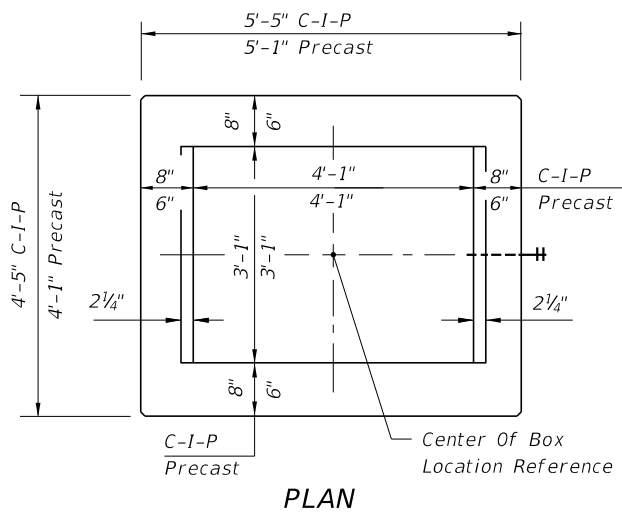 5'-5" C-I-P
5'-1" Precast
8"
6"
8"
6"
4'-1"
4'-1"
8"
6"
C-I-P
Precast
4'-5" C-I-P
4'-1" Precast
3'-1"
3'-1"
2¼"
2¼"
8"
6"
C-I-P
Precast
Center Of Box
Location Reference
PLAN